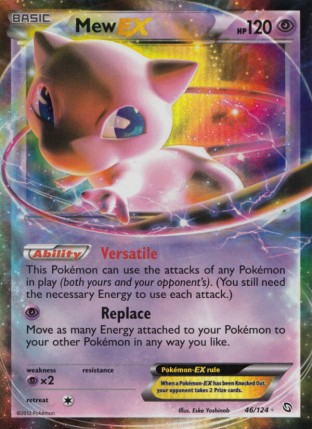 BASIC
Mew EX HP120
Ability Versatile
This Pokémon can use the attacks of any Pokémon
in play (both yours and your opponent's). (You still need
the necessary Energy to use each attack.)
Replace
Move as many Energy attached to your Pokémon to
your other Pokémon in any way you like.
weakness
resistance
×2
retreat
Pokémon-EX rule
When a Pokémon-EX has been Knocked Out,
your opponent takes 2 Prize cards.
©2012 Pokémon
Illus. Eske Yoshinob
46/124